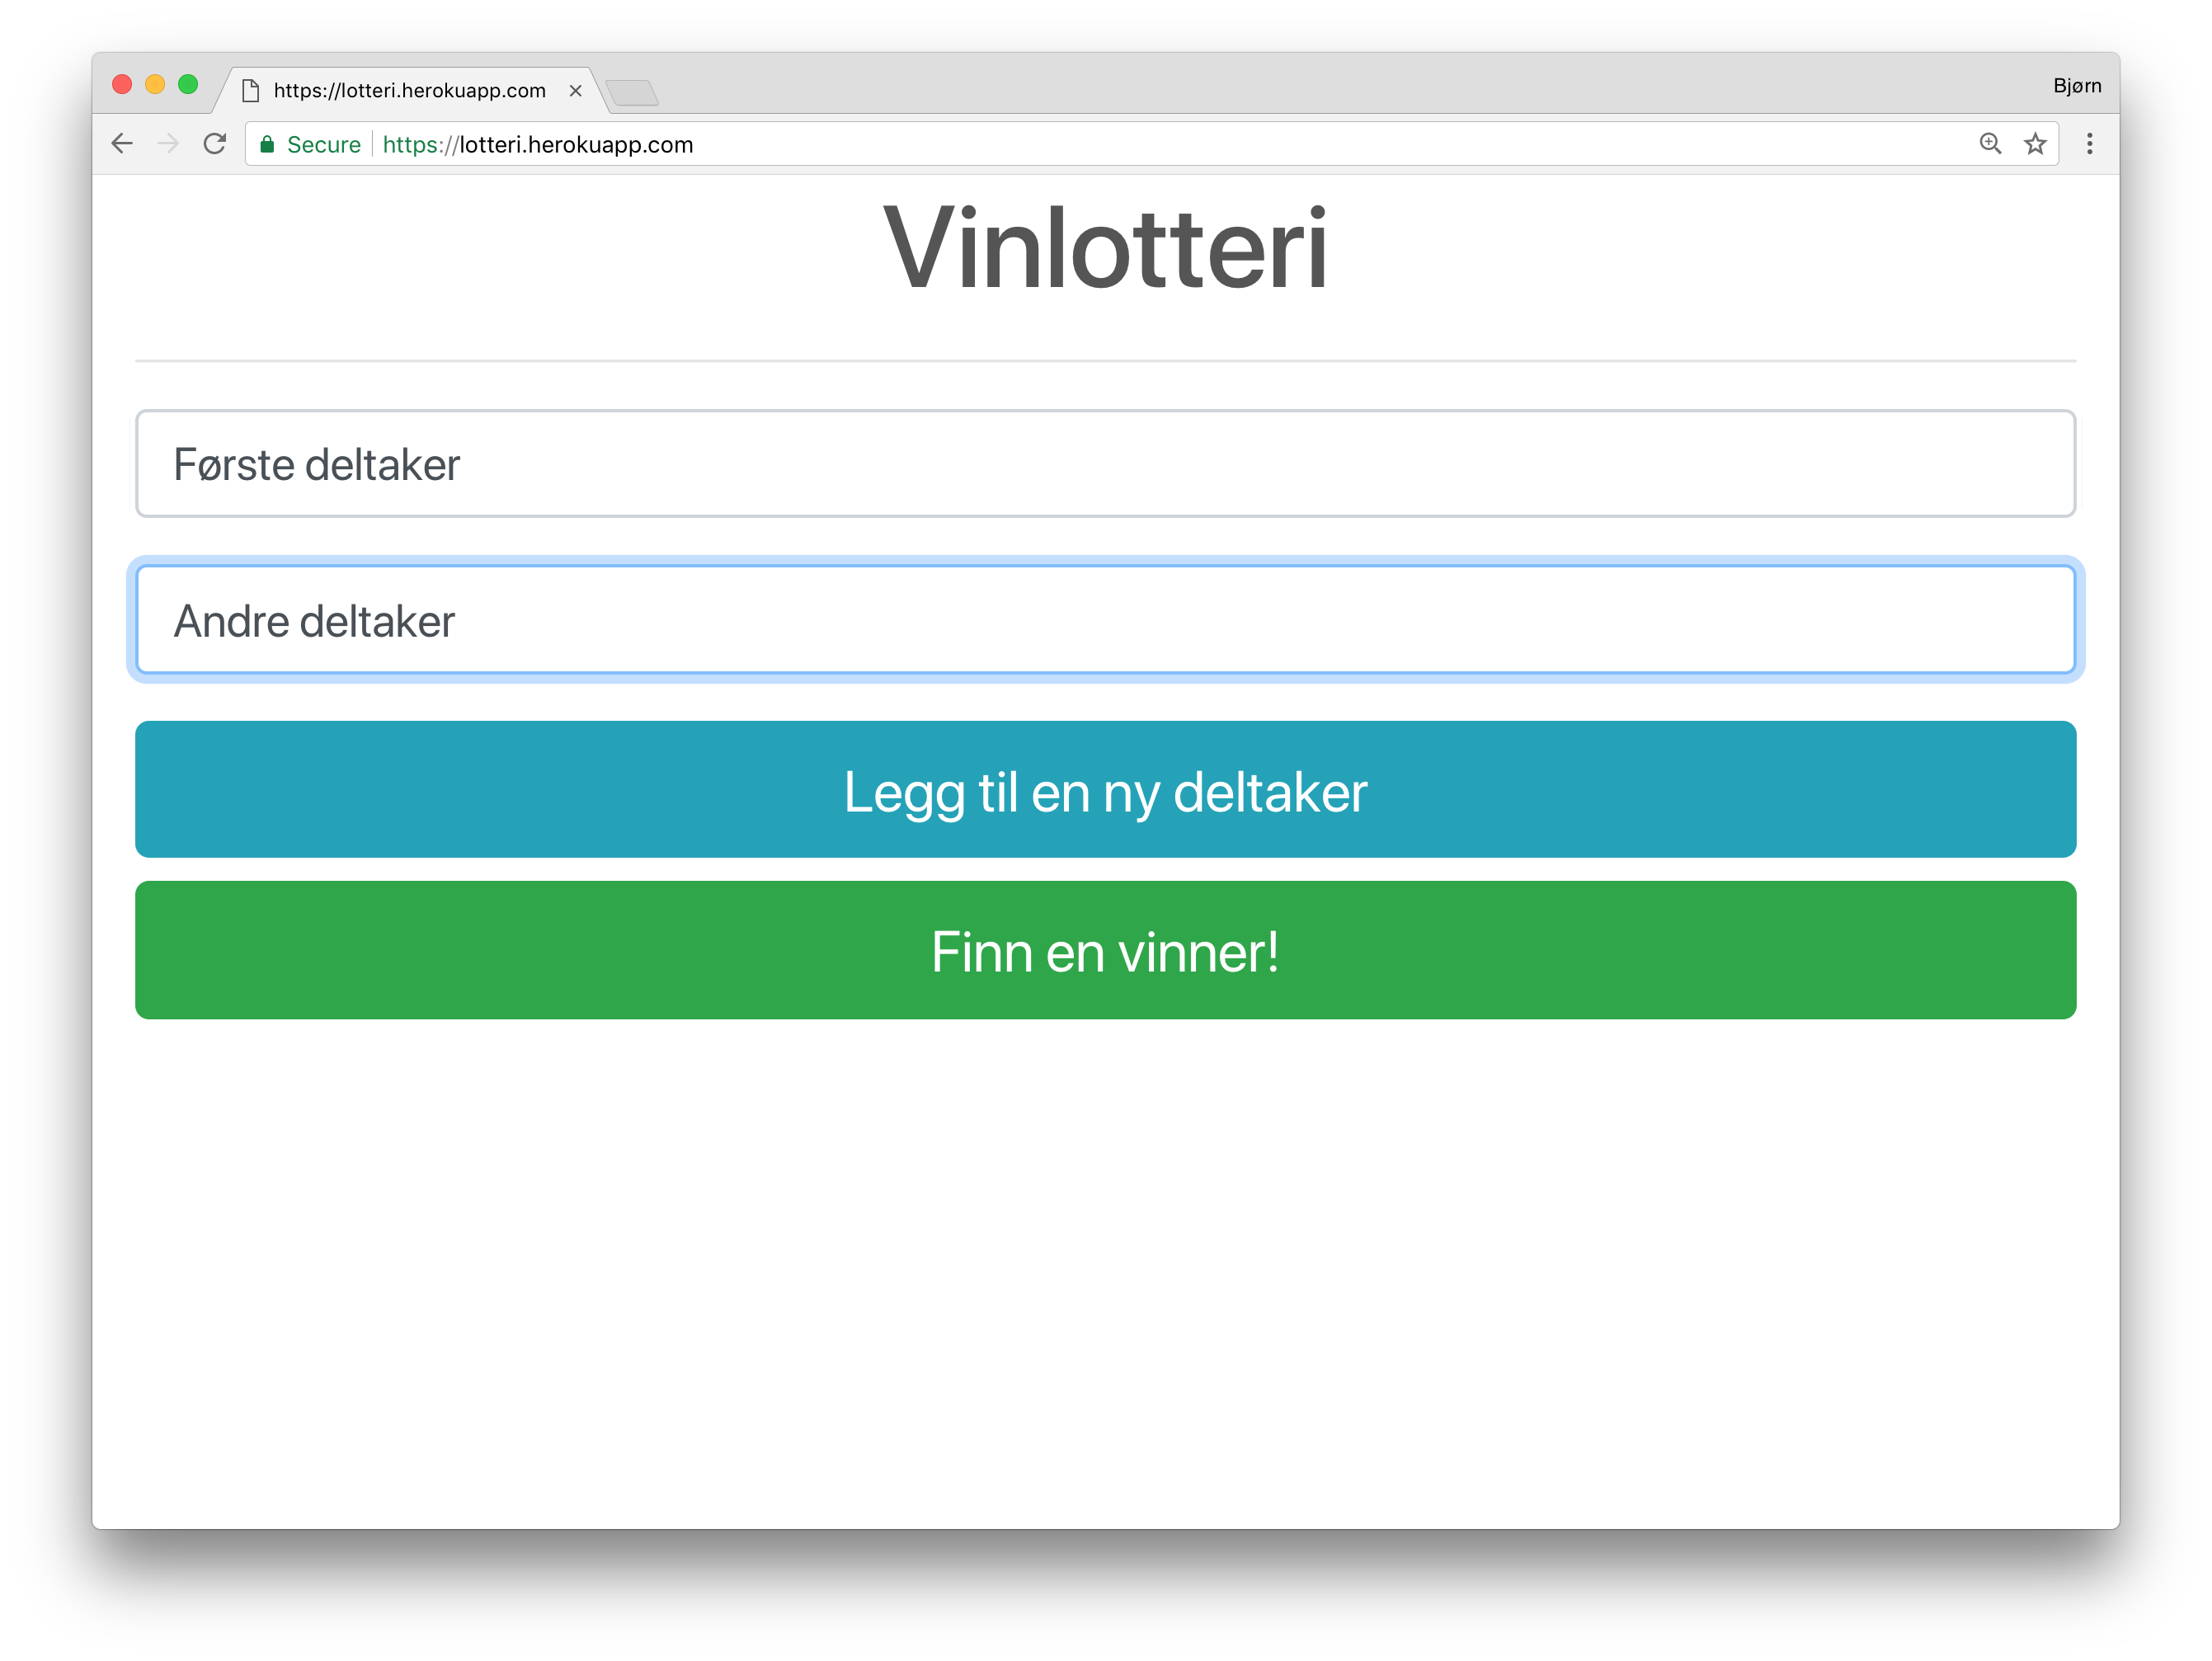 https://lotteri.herokuapp.com
Bjørn
Secure https://lotteri.herokuapp.com
Vinlotteri
Første deltaker
Andre deltaker
Legg til en ny deltaker
Finn en vinner!